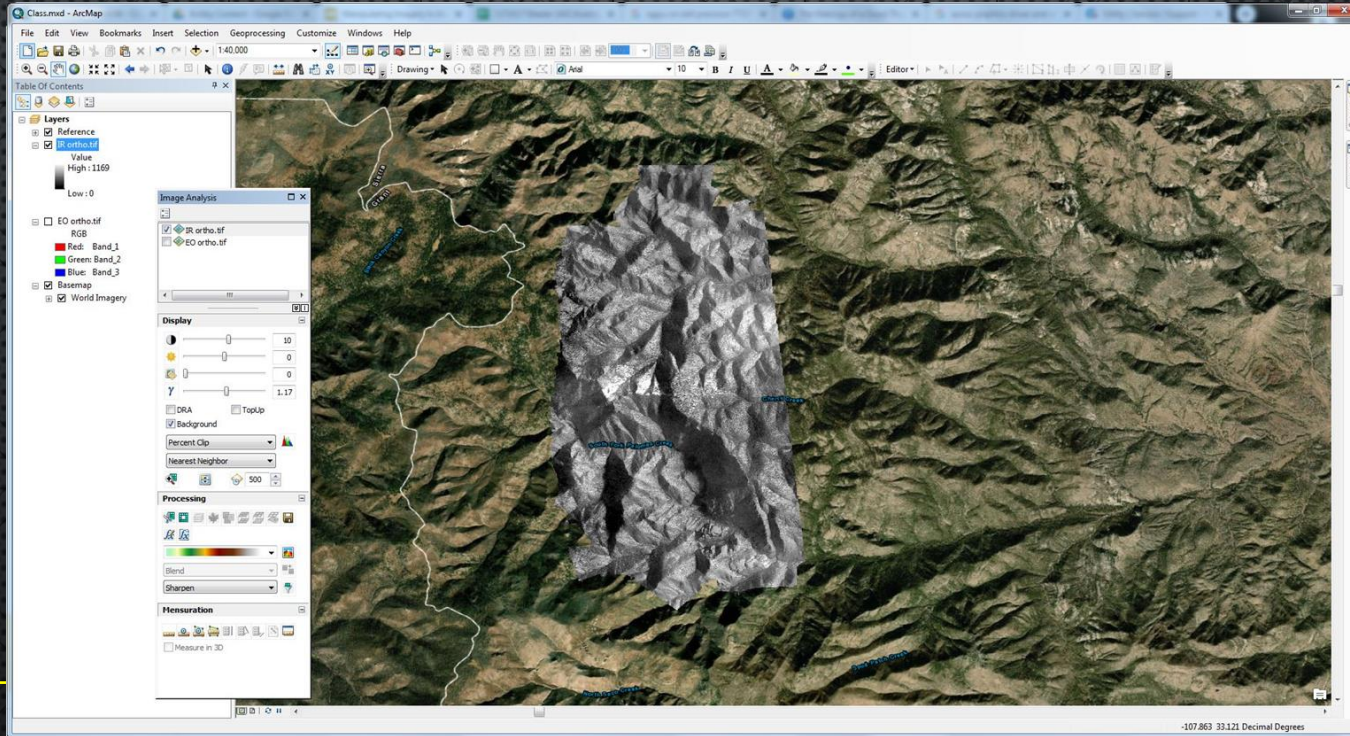 Class.mxd - ArcMap
File Edit View Bookmarks Insert Selection Geoprocessing Customize Windows Help
1:40,000
Drawing Arial 10 B I U A Editor
Table Of Contents
Layers
Reference
IR ortho.tif
Value
High : 1169
Low : 0
EO ortho.tif
RGB
Red: Band_1
Green: Band_2
Blue: Band_3
Basemap
World Imagery
Image Analysis
IR ortho.tif
EO ortho.tif
Display
10
0
0
γ 1.17
DRA TopUp
Background
Percent Clip
Nearest Neighbor
500
Processing
Blend
Sharpen
Mensuration
Measure in 3D
Sierra
Grant
-107.863 33.121 Decimal Degrees